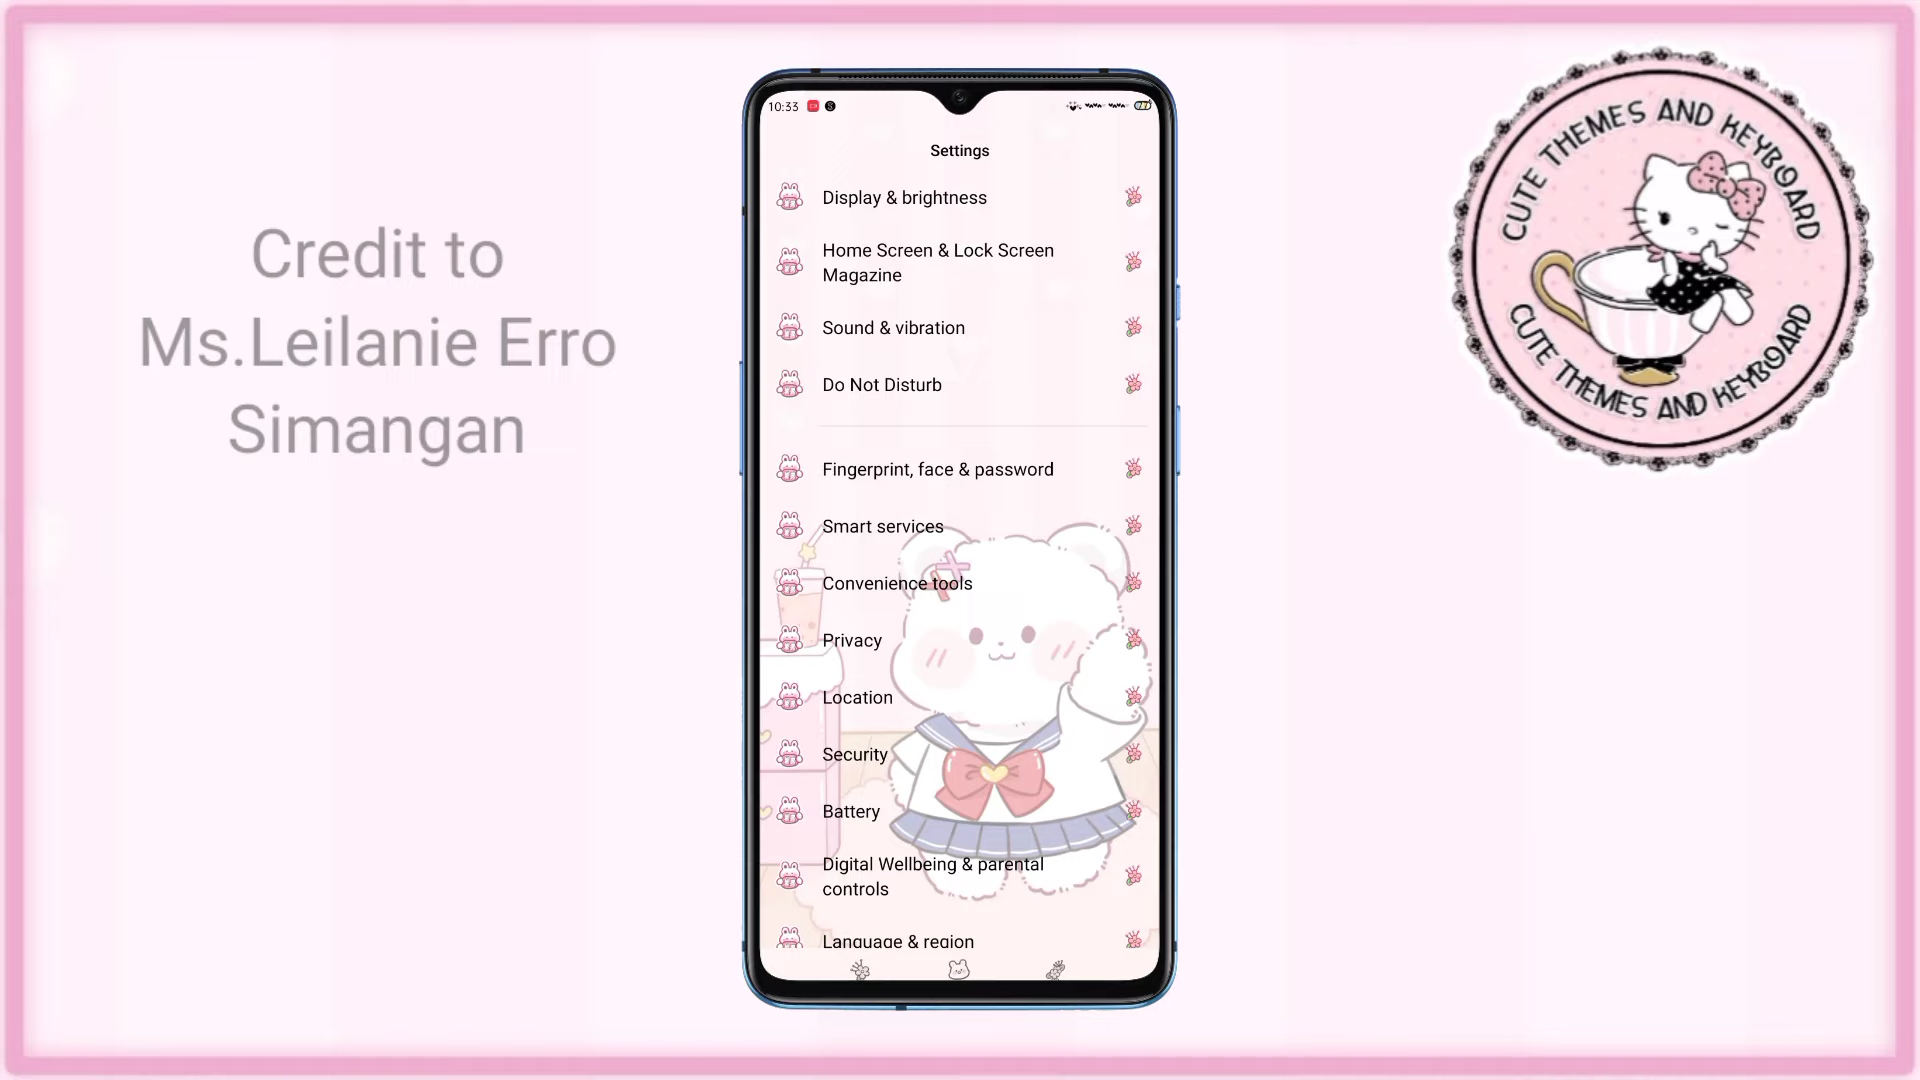 Credit to
Ms.Leilanie Erro
Simangan
10:33
Settings
Display & brightness
Home Screen & Lock Screen
Magazine
Sound & vibration
Do Not Disturb
Fingerprint, face & password
Smart services
Convenience tools
Privacy
Location
Security
Battery
Digital Wellbeing & parental
controls
Language & region
CUTE THEMES AND KEYBOARD
CUTE THEMES AND KEYBOARD